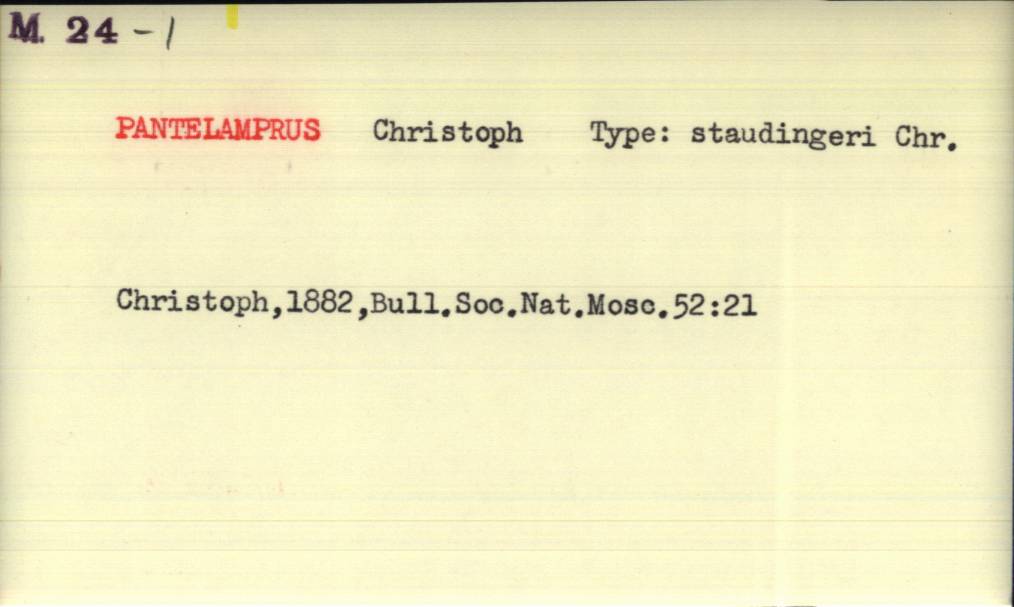 M. 24 - 1
PANTELAMPRUS Christoph Type: staudingeri Chr.
Christoph,1882,Bull.Soc.Nat.Mosc.52:21